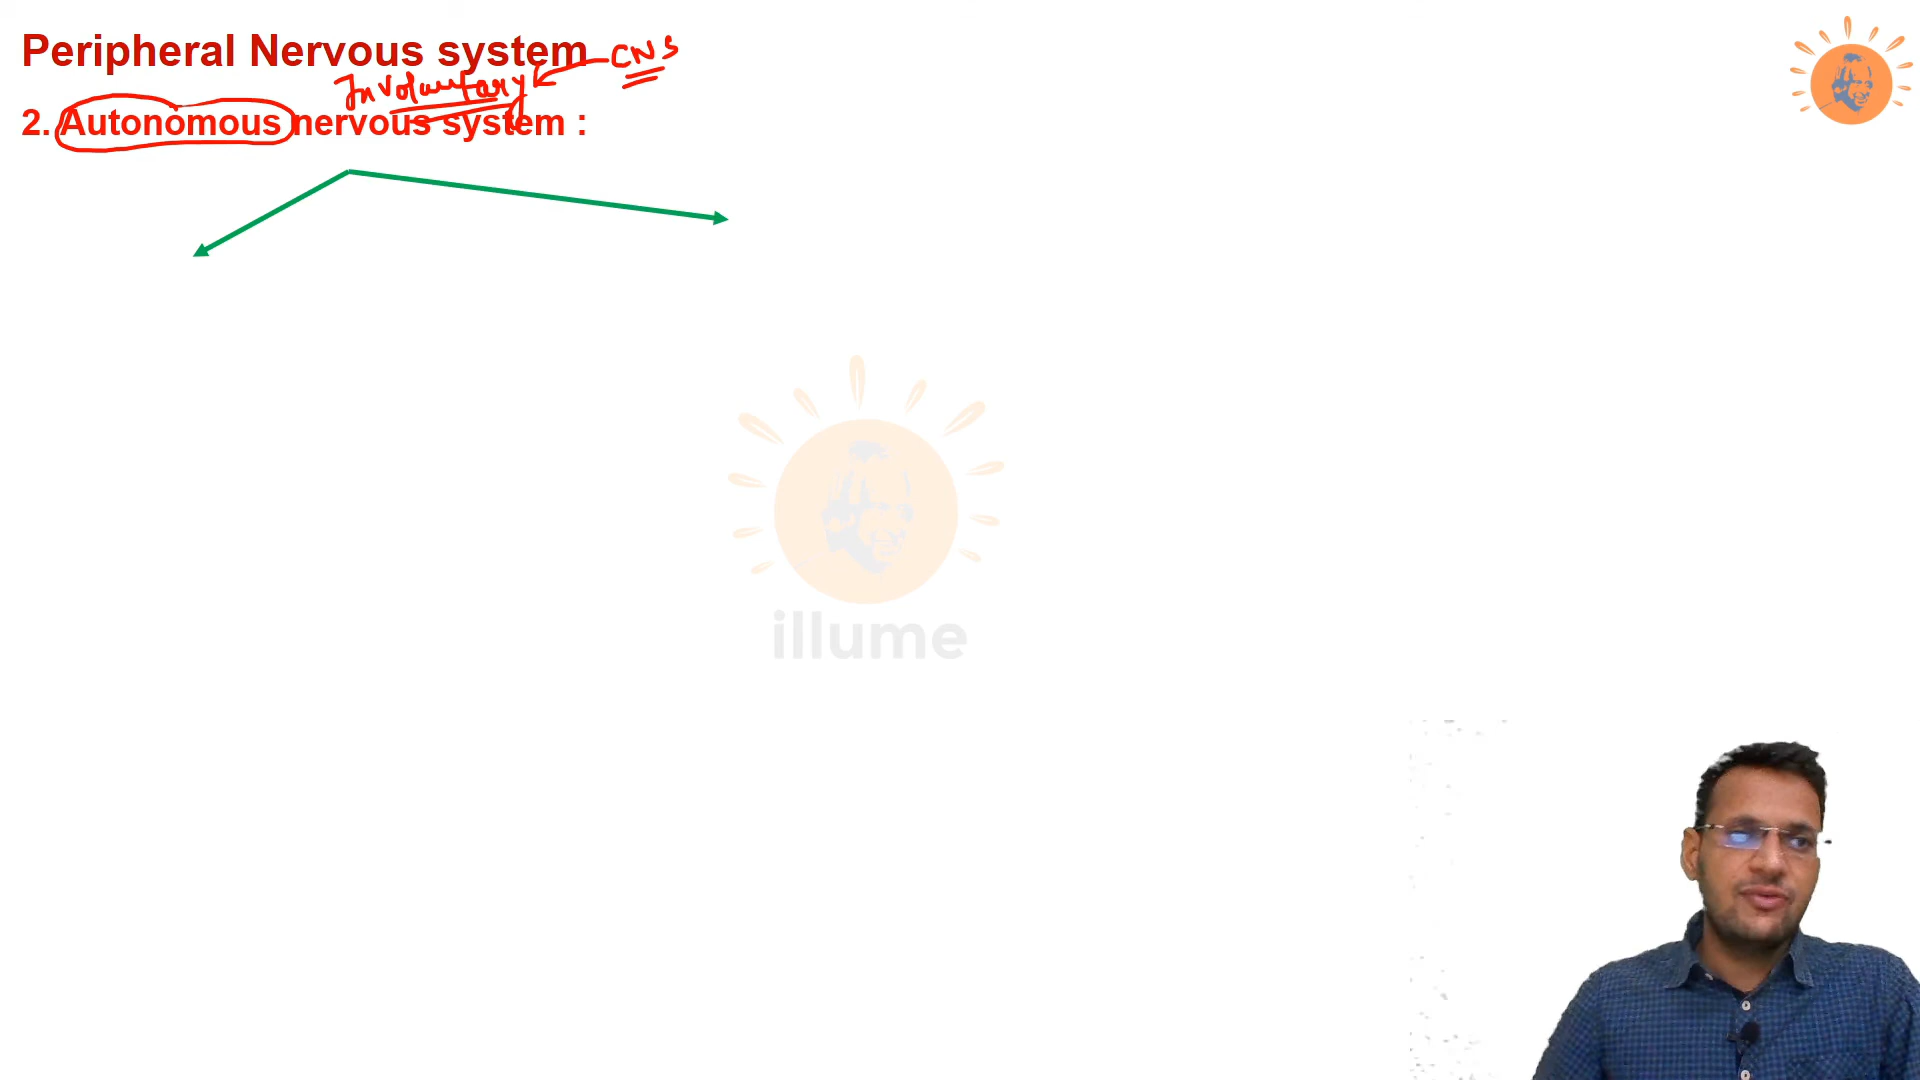 Peripheral Nervous system
CNS
Involuntary
2. Autonomous nervous system :
illume